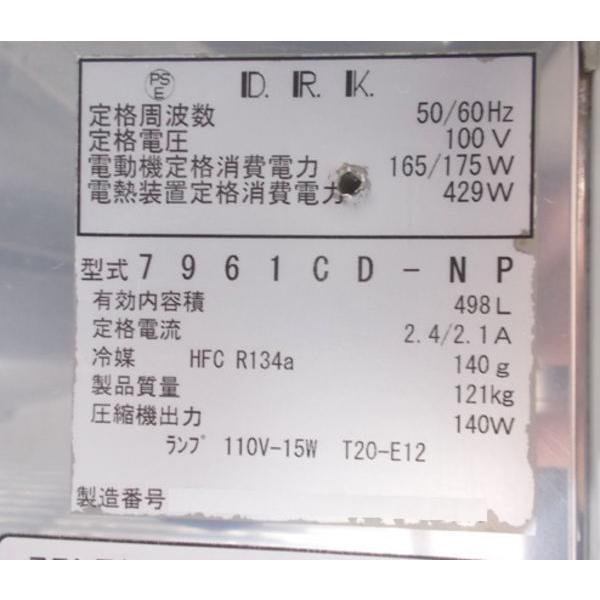 PS
E
D. R. K.
定格周波数 50/60Hz
定格電圧 100V
電動機定格消費電力 165/175W
電熱装置定格消費電力 429W
型式 7961CD-NP
有効内容積 498L
定格電流 2.4/2.1A
冷媒 HFC R134a 140g
製品質量 121kg
圧縮機出力 140W
ランプ 110V-15W T20-E12
製造番号